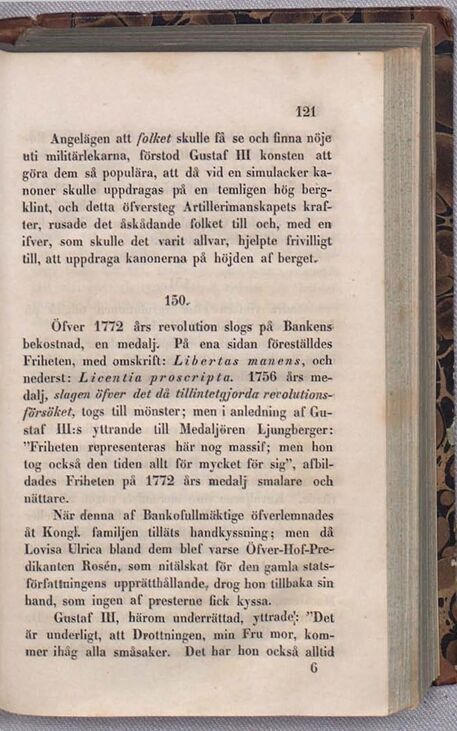 121
Angelägen att folket skulle få se och finna nöje
uti militärlekarna, förstod Gustaf III konsten att
göra dem så populära, att då vid en simulacker ka-
noner skulle uppdragas på en temligen hög berg-
klint, och detta öfversteg Artillerimanskapets kraf-
ter, rusade det åskådande folket till och, med en
ifver, som skulle det varit allvar, hjelpte frivilligt
till, att uppdraga kanonerna på höjden af berget.
150.
Öfver 1772 års revolution slogs på Bankens
bekostnad, en medalj. På ena sidan föreställdes
Friheten, med omskrift: Libertas manens, och
nederst: Licentia proscripta. 1756 års me-
dalj, slagen öfver det då tillintetgjorda revolutions-
försöket, togs till mönster; men i anledning af Gu-
staf III:s yttrande till Medaljören Ljungberger:
"Friheten representeras här nog massif; men hon
tog också den tiden allt för mycket för sig", afbil-
dades Friheten på 1772 års medalj smalare och
nättare.
När denna af Bankofullmäktige öfverlemnades
åt Kongl. familjen tilläts handkyssning; men då
Lovisa Ulrica bland dem blef varse Öfver-Hof-Pre-
dikanten Rosén, som nitälskat för den gamla stats-
författningens upprätthållande, drog hon tillbaka sin
hand, som ingen af presterne fick kyssa.
Gustaf III, härom underrättad, yttrade: "Det
är underligt, att Drottningen, min Fru mor, kom-
mer ihåg alla småsaker. Det har hon också alltid
6